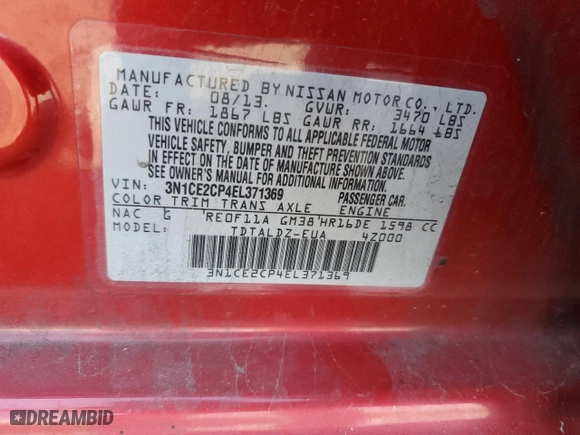 MANUFACTURED BY NISSAN MOTOR CO., LTD.
DATE: 08/13. GVUR: 3470 LBS
GAWR FR: 1867 LBS GAWR RR: 1664 LBS
THIS VEHICLE CONFORMS TO ALL APPLICABLE FEDERAL MOTOR
VEHICLE SAFETY, BUMPER AND THEFT PREVENTION STANDARDS
IN EFFECT ON THE DATE OF MANUFACTURE SHOWN ABOVE.
SEE OWNER'S MANUAL FOR ADDITIONAL INFORMATION
VIN: 3N1CE2CP4EL371369 PASSENGER CAR.
COLOR TRIM TRANS AXLE ENGINE
NAC G RE0F11A GM38 HR16DE 1598 CC
MODEL: TDTALDZ-EUA 4Z000
3N1CE2CP4EL371369
DREAMBID